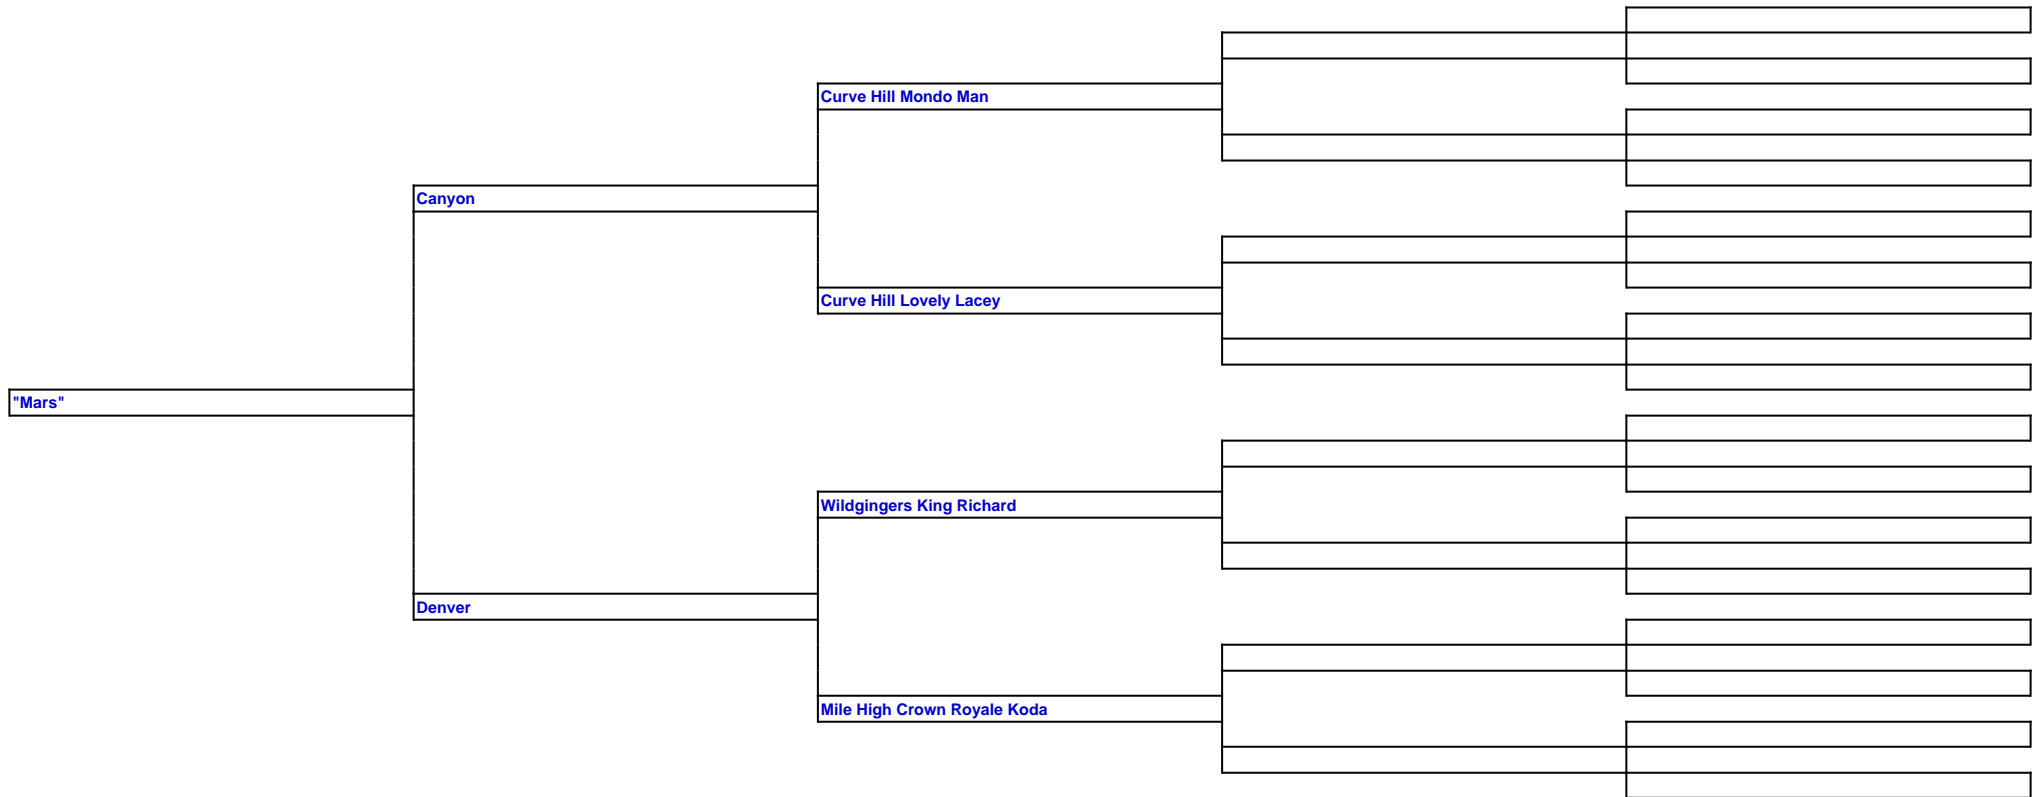 Curve Hill Mondo Man
Canyon
Curve Hill Lovely Lacey
"Mars"
Wildgingers King Richard
Denver
Mile High Crown Royale Koda